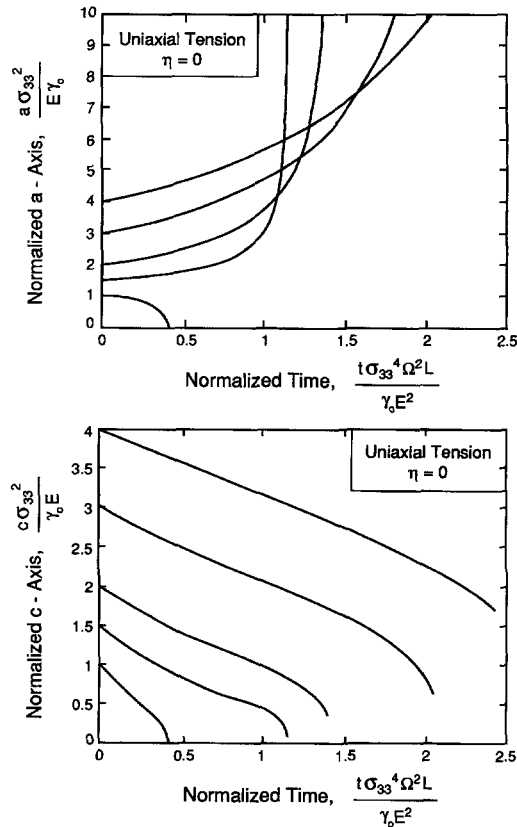 10
9
8
7
6
5
4
3
2
1
0
Normalized a - Axis, aσ₃₃² / Eγₒ
Uniaxial Tension
η = 0
0 0.5 1 1.5 2 2.5
Normalized Time, tσ₃₃⁴Ω²L / γₒE²
4
3.5
3
2.5
2
1.5
1
0.5
0
Normalized c - Axis, cσ₃₃² / γₒE
Uniaxial Tension
η = 0
0 0.5 1 1.5 2 2.5
Normalized Time, tσ₃₃⁴Ω²L / γₒE²